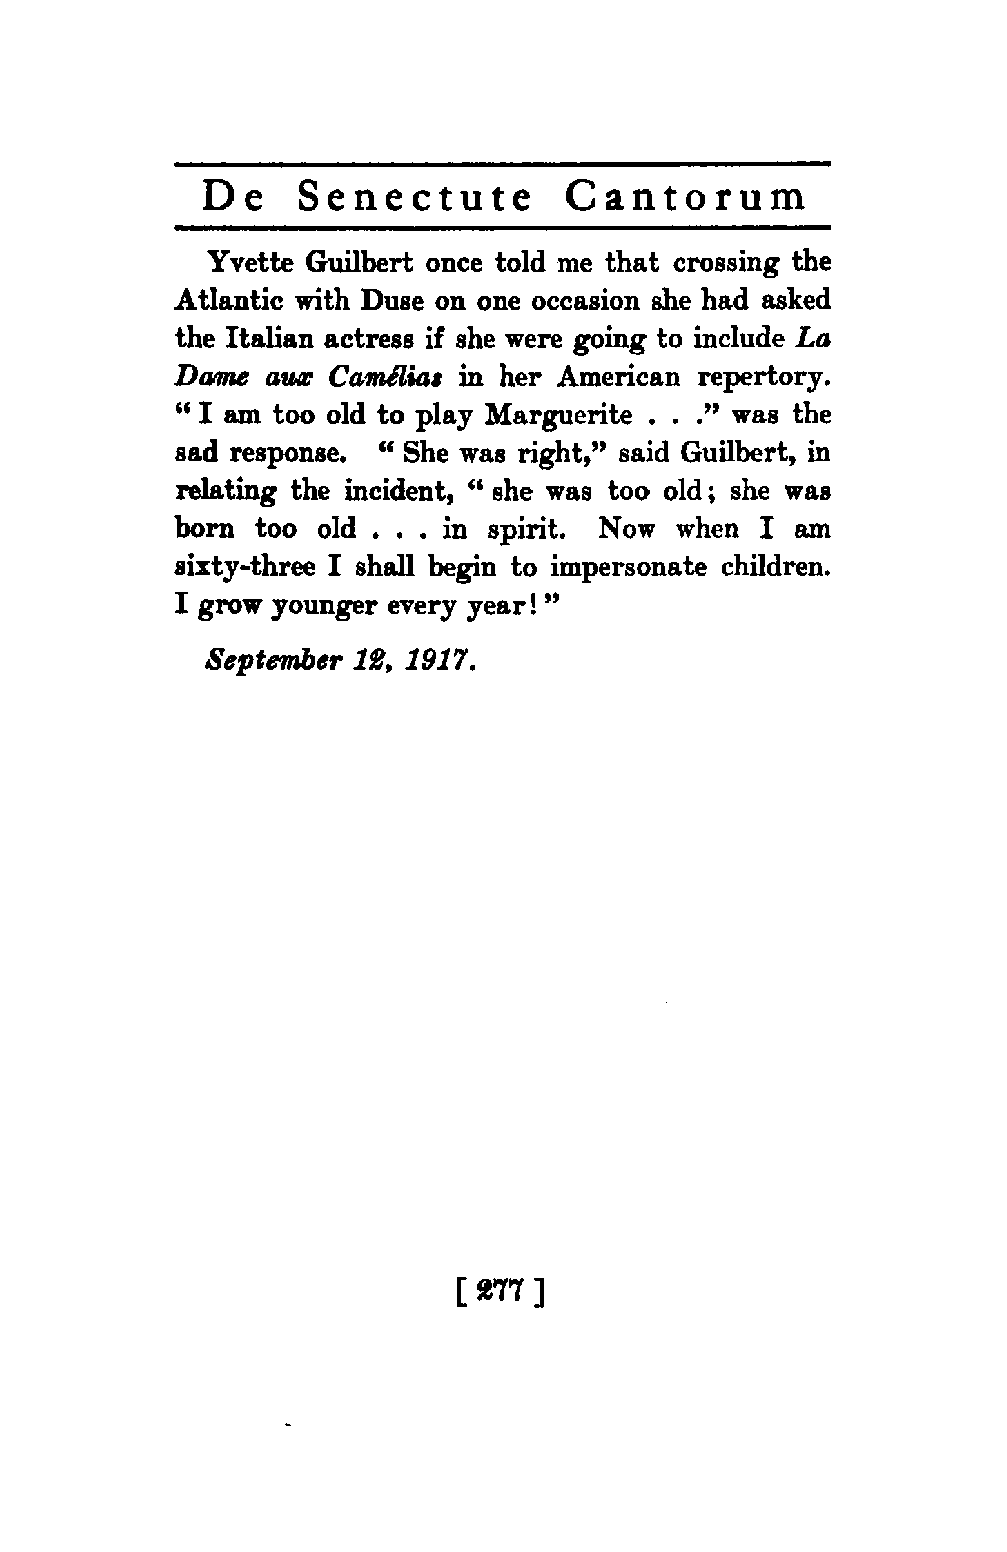 De Senectute Cantorum
Yvette Guilbert once told me that crossing the
Atlantic with Duse on one occasion she had asked
the Italian actress if she were going to include La
Dame aux Camélias in her American repertory.
“ I am too old to play Marguerite . . .” was the
sad response. “ She was right,” said Guilbert, in
relating the incident, “ she was too old; she was
born too old . . . in spirit. Now when I am
sixty-three I shall begin to impersonate children.
I grow younger every year! ”
September 12, 1917.
[ 277 ]